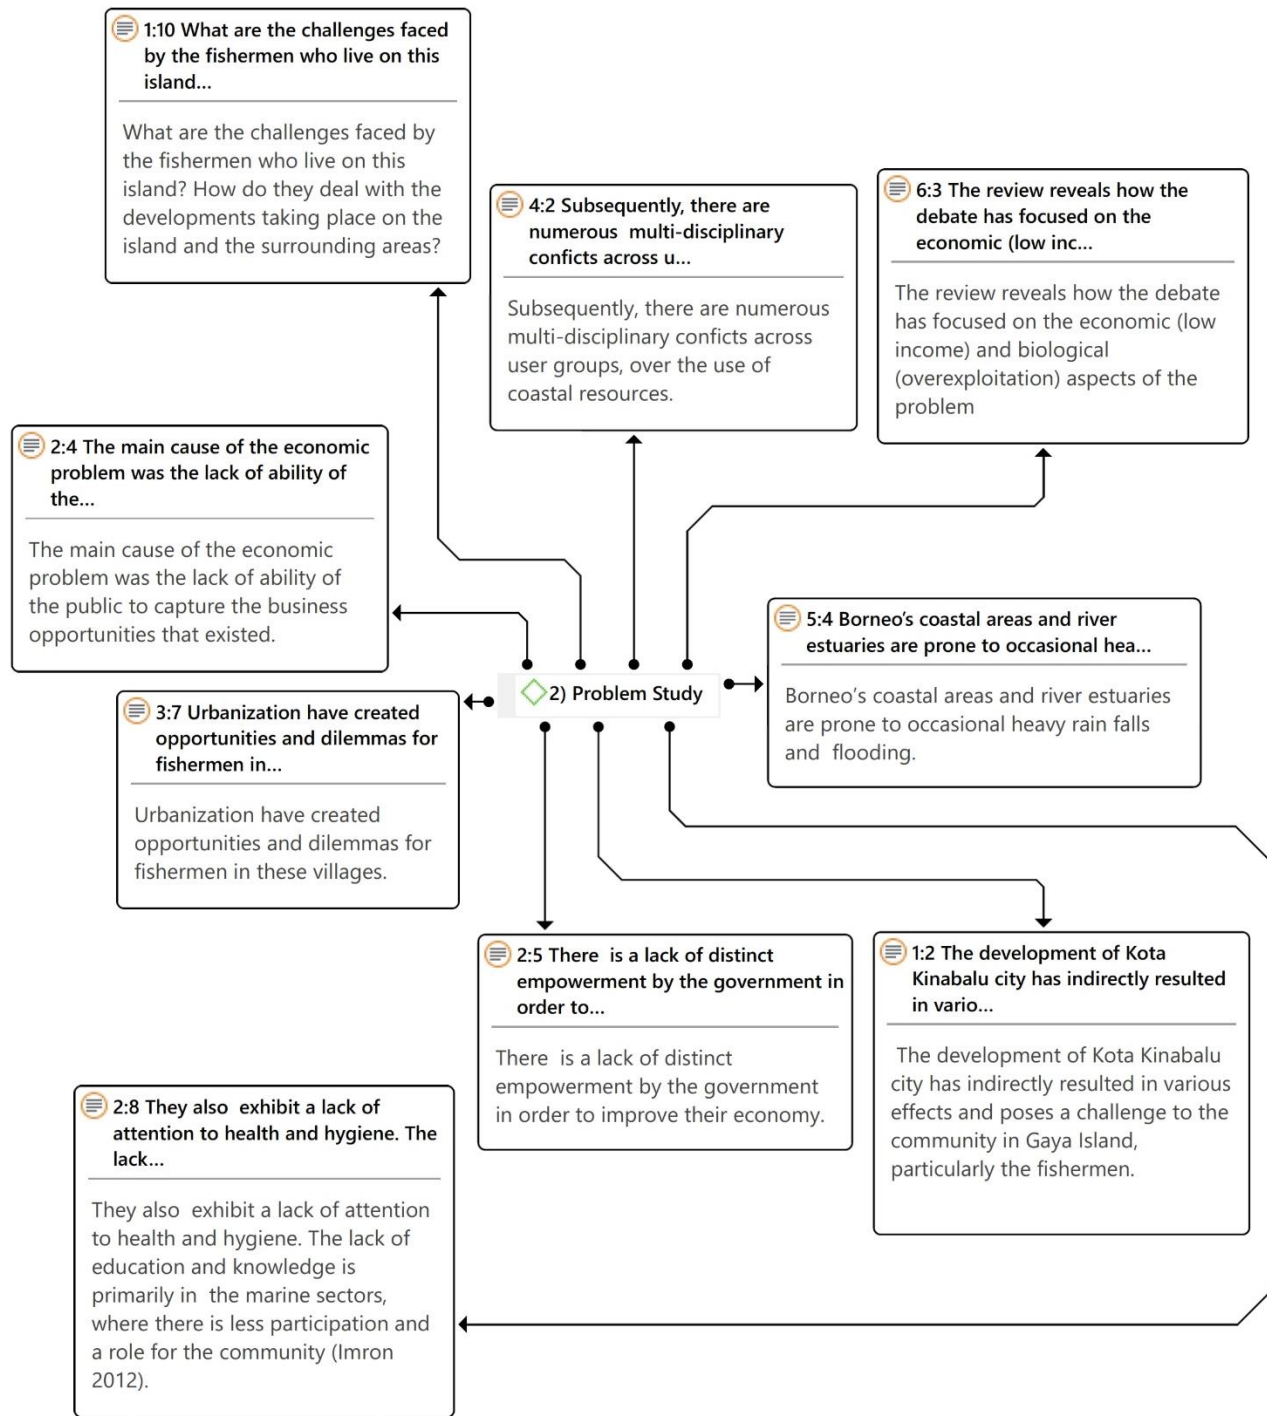 1:10 What are the challenges faced
by the fishermen who live on this
island...
What are the challenges faced by
the fishermen who live on this
island? How do they deal with the
developments taking place on the
island and the surrounding areas?
4:2 Subsequently, there are
numerous  multi-disciplinary
conficts across u...
Subsequently, there are numerous
multi-disciplinary conficts across
user groups, over the use of
coastal resources.
6:3 The review reveals how the
debate has focused on the
economic (low inc...
The review reveals how the debate
has focused on the economic (low
income) and biological
(overexploitation) aspects of the
problem
2:4 The main cause of the economic
problem was the lack of ability of
the...
The main cause of the economic
problem was the lack of ability of
the public to capture the business
opportunities that existed.
5:4 Borneo’s coastal areas and river
estuaries are prone to occasional hea...
Borneo’s coastal areas and river estuaries
are prone to occasional heavy rain falls
and  flooding.
2) Problem Study
3:7 Urbanization have created
opportunities and dilemmas for
fishermen in...
Urbanization have created
opportunities and dilemmas for
fishermen in these villages.
2:5 There  is a lack of distinct
empowerment by the government in
order to...
There  is a lack of distinct
empowerment by the government
in order to improve their economy.
1:2 The development of Kota
Kinabalu city has indirectly resulted
in vario...
The development of Kota Kinabalu
city has indirectly resulted in various
effects and poses a challenge to the
community in Gaya Island,
particularly the fishermen.
2:8 They also  exhibit a lack of
attention to health and hygiene. The
lack...
They also  exhibit a lack of attention
to health and hygiene. The lack of
education and knowledge is
primarily in  the marine sectors,
where there is less participation and
a role for the community (Imron
2012).